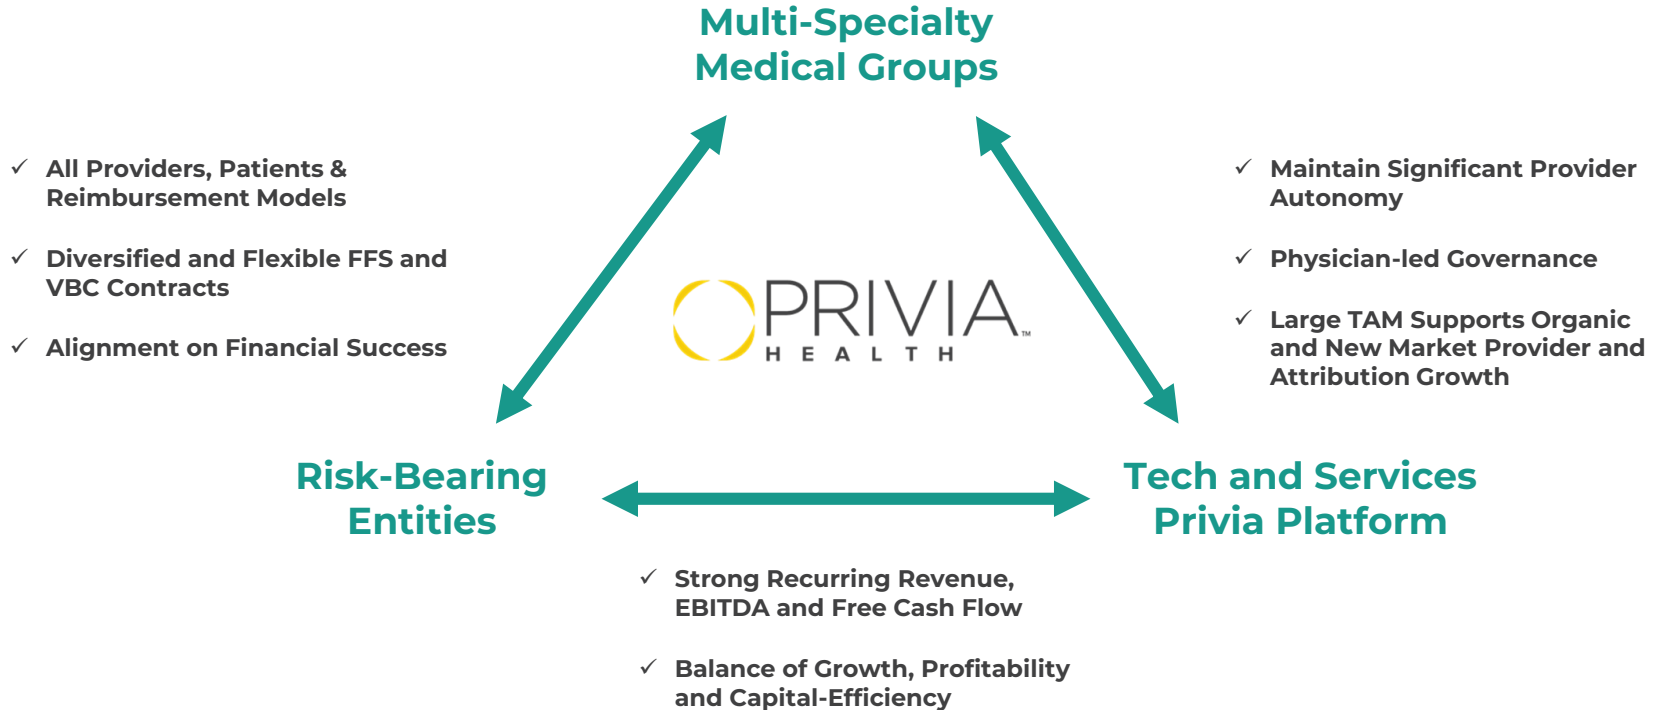 Multi-Specialty
Medical Groups
✓ All Providers, Patients &
Reimbursement Models
✓ Diversified and Flexible FFS and
VBC Contracts
✓ Alignment on Financial Success
✓ Maintain Significant Provider
Autonomy
✓ Physician-led Governance
✓ Large TAM Supports Organic
and New Market Provider and
Attribution Growth
PRIVIA™
HEALTH
Risk-Bearing
Entities
Tech and Services
Privia Platform
✓ Strong Recurring Revenue,
EBITDA and Free Cash Flow
✓ Balance of Growth, Profitability
and Capital-Efficiency